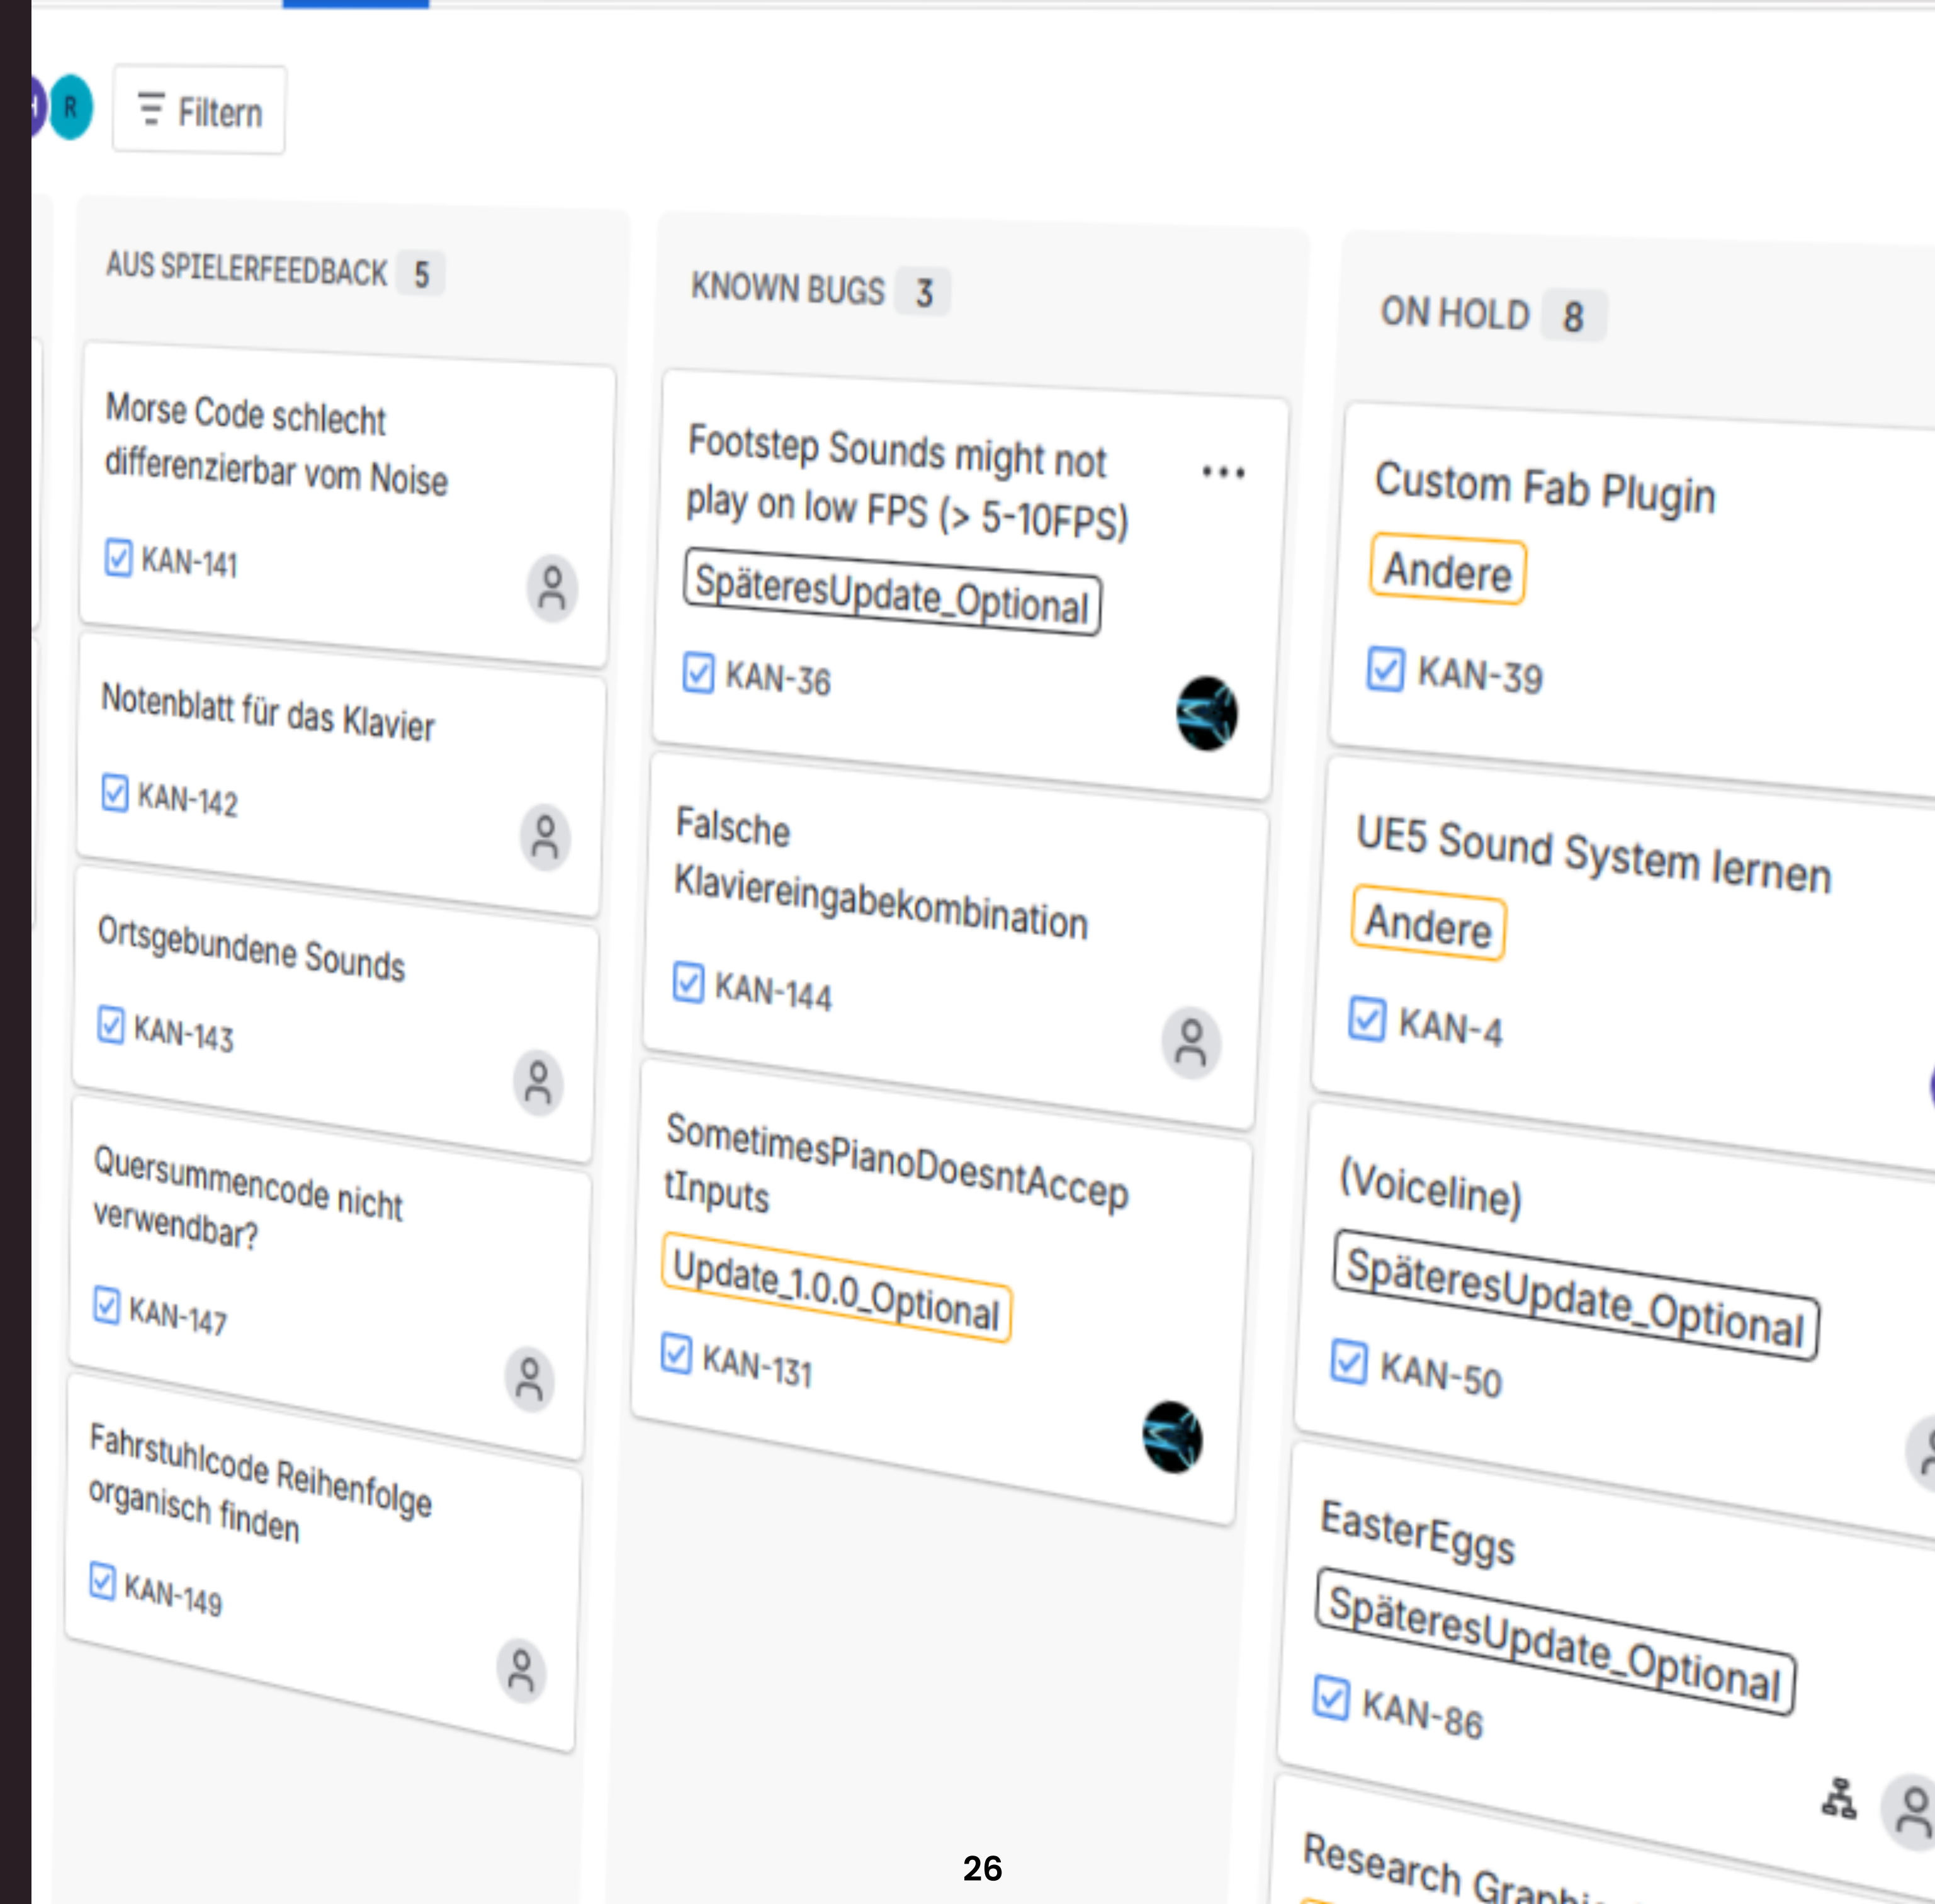 R
Filtern
AUS SPIELERFEEDBACK 5
Morse Code schlecht
differenzierbar vom Noise
KAN-141
Notenblatt für das Klavier
KAN-142
Ortsgebundene Sounds
KAN-143
Quersummencode nicht
verwendbar?
KAN-147
Fahrstuhlcode Reihenfolge
organisch finden
KAN-149
KNOWN BUGS 3
Footstep Sounds might not
play on low FPS (> 5-10FPS)
SpäteresUpdate_Optional
KAN-36
Falsche
Klaviereingabekombination
KAN-144
SometimesPianoDoesntAccep
tInputs
Update_1.0.0_Optional
KAN-131
ON HOLD 8
Custom Fab Plugin
Andere
KAN-39
UE5 Sound System lernen
Andere
KAN-4
(Voiceline)
SpäteresUpdate_Optional
KAN-50
EasterEggs
SpäteresUpdate_Optional
KAN-86
Research
26